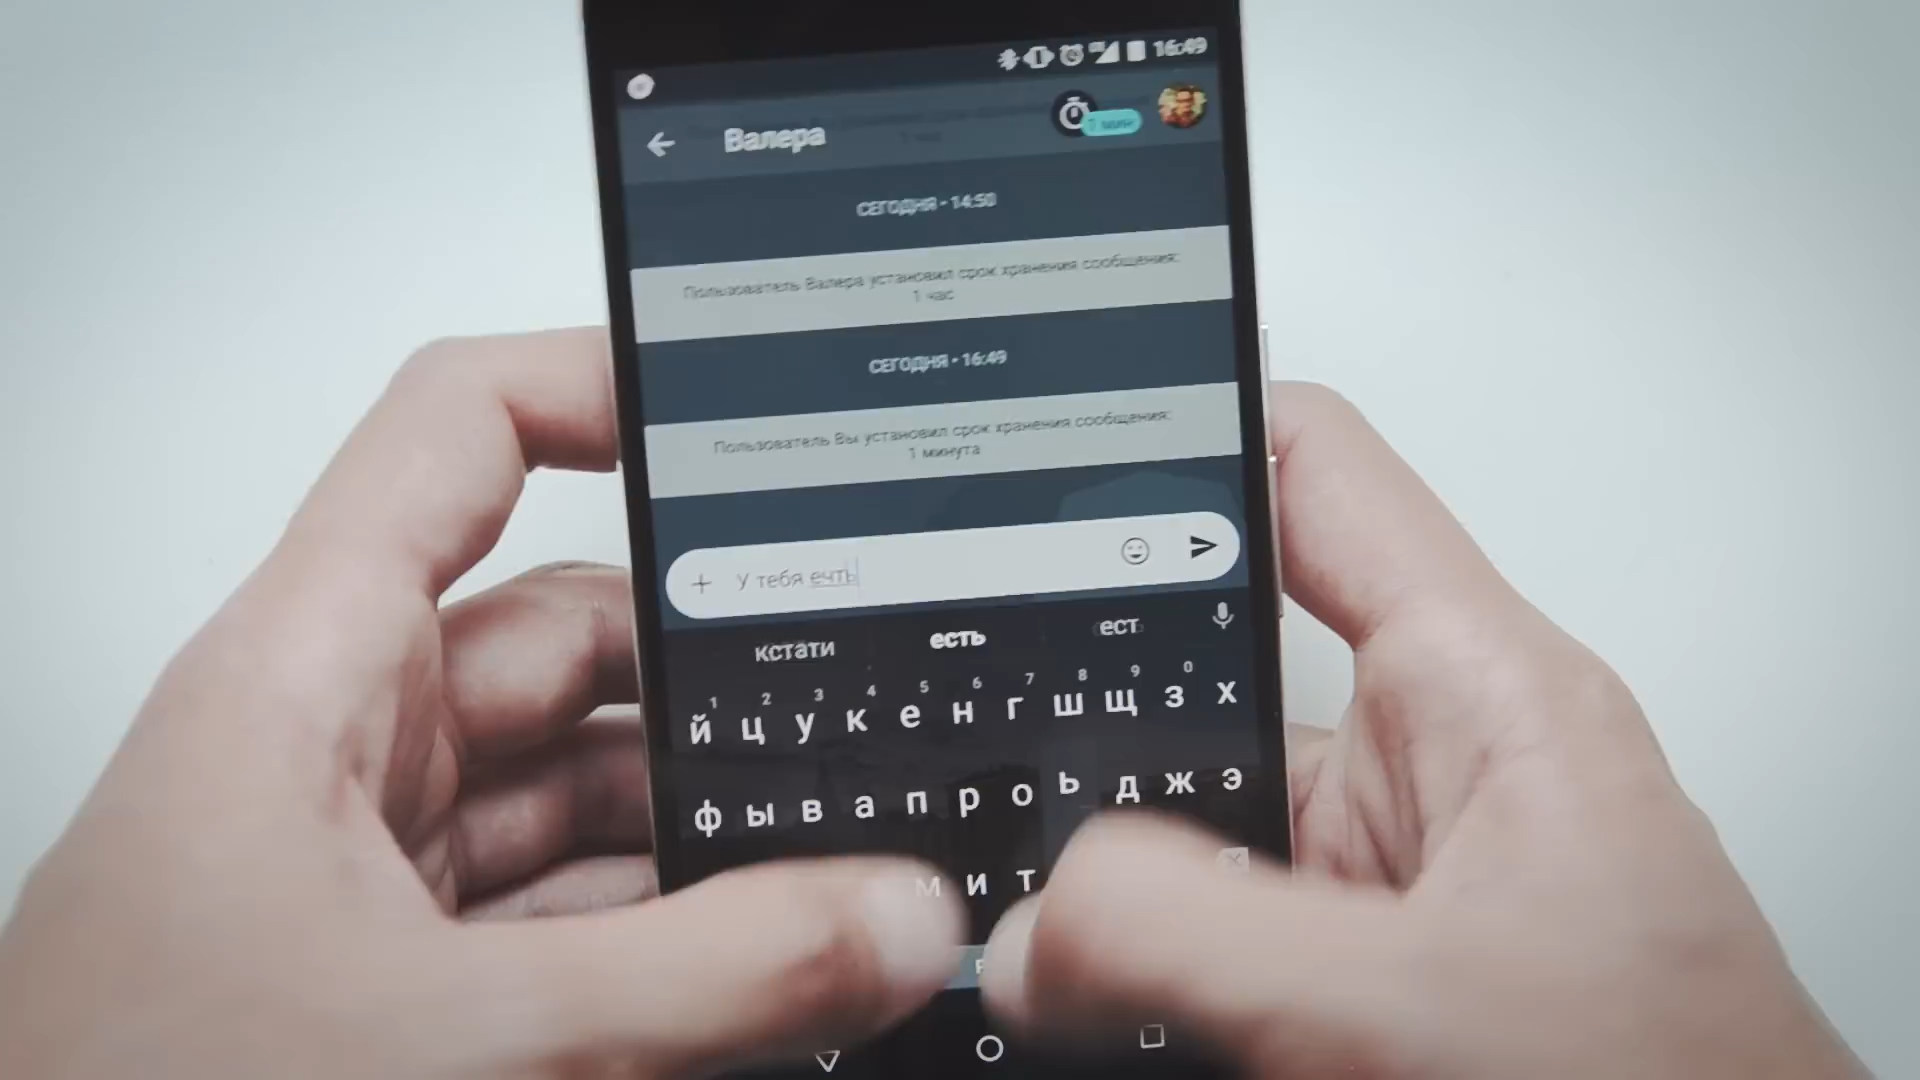 16:49
Валера
1 мин
СЕГОДНЯ • 14:50
Пользователь Валера установил срок хранения сообщения:
1 час
СЕГОДНЯ • 16:49
Пользователь Вы установил срок хранения сообщения:
1 минута
У тебя ечть
кстати есть ест
1 2 3 4 5 6 7 8 9 0
й ц у к е н г ш щ з х
ф ы в а п р о ь д ж э
м и т